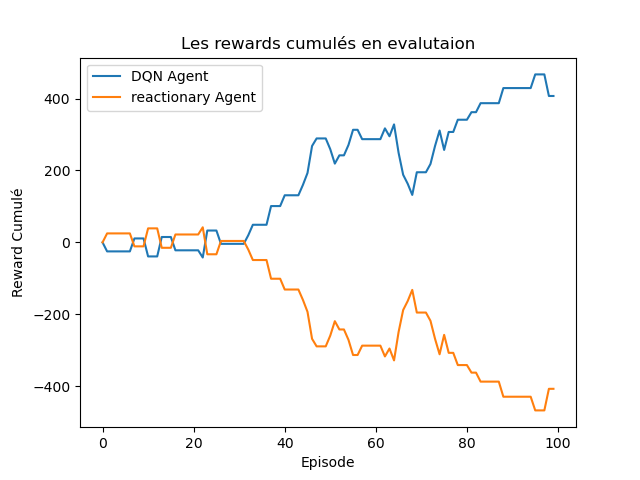 Les rewards cumulés en evalutaion
DQN Agent
reactionary Agent
Reward Cumulé
400
200
0
−200
−400
0 20 40 60 80 100
Episode